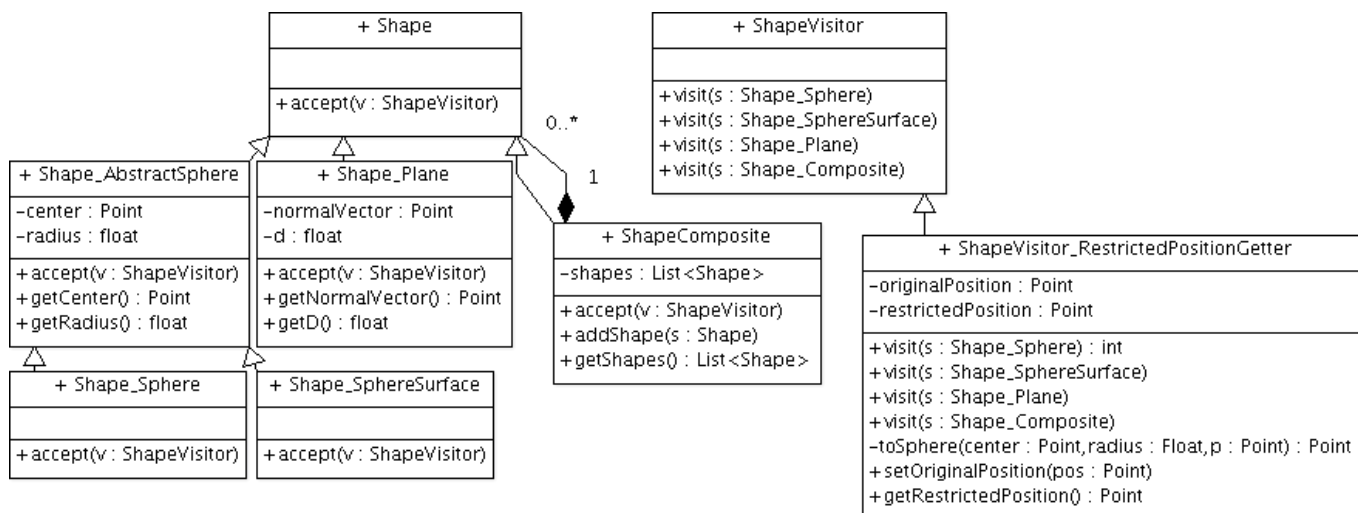 + Shape
+accept(v : ShapeVisitor)
+ ShapeVisitor
+visit(s : Shape_Sphere)
+visit(s : Shape_SphereSurface)
+visit(s : Shape_Plane)
+visit(s : Shape_Composite)
0..*
1
+ Shape_AbstractSphere
-center : Point
-radius : float
+accept(v : ShapeVisitor)
+getCenter() : Point
+getRadius() : float
+ Shape_Plane
-normalVector : Point
-d : float
+accept(v : ShapeVisitor)
+getNormalVector() : Point
+getD() : float
+ ShapeComposite
-shapes : List<Shape>
+accept(v : ShapeVisitor)
+addShape(s : Shape)
+getShapes() : List<Shape>
+ ShapeVisitor_RestrictedPositionGetter
-originalPosition : Point
-restrictedPosition : Point
+visit(s : Shape_Sphere) : int
+visit(s : Shape_SphereSurface)
+visit(s : Shape_Plane)
+visit(s : Shape_Composite)
-toSphere(center : Point,radius : Float,p : Point) : Point
+setOriginalPosition(pos : Point)
+getRestrictedPosition() : Point
+ Shape_Sphere
+accept(v : ShapeVisitor)
+ Shape_SphereSurface
+accept(v : ShapeVisitor)